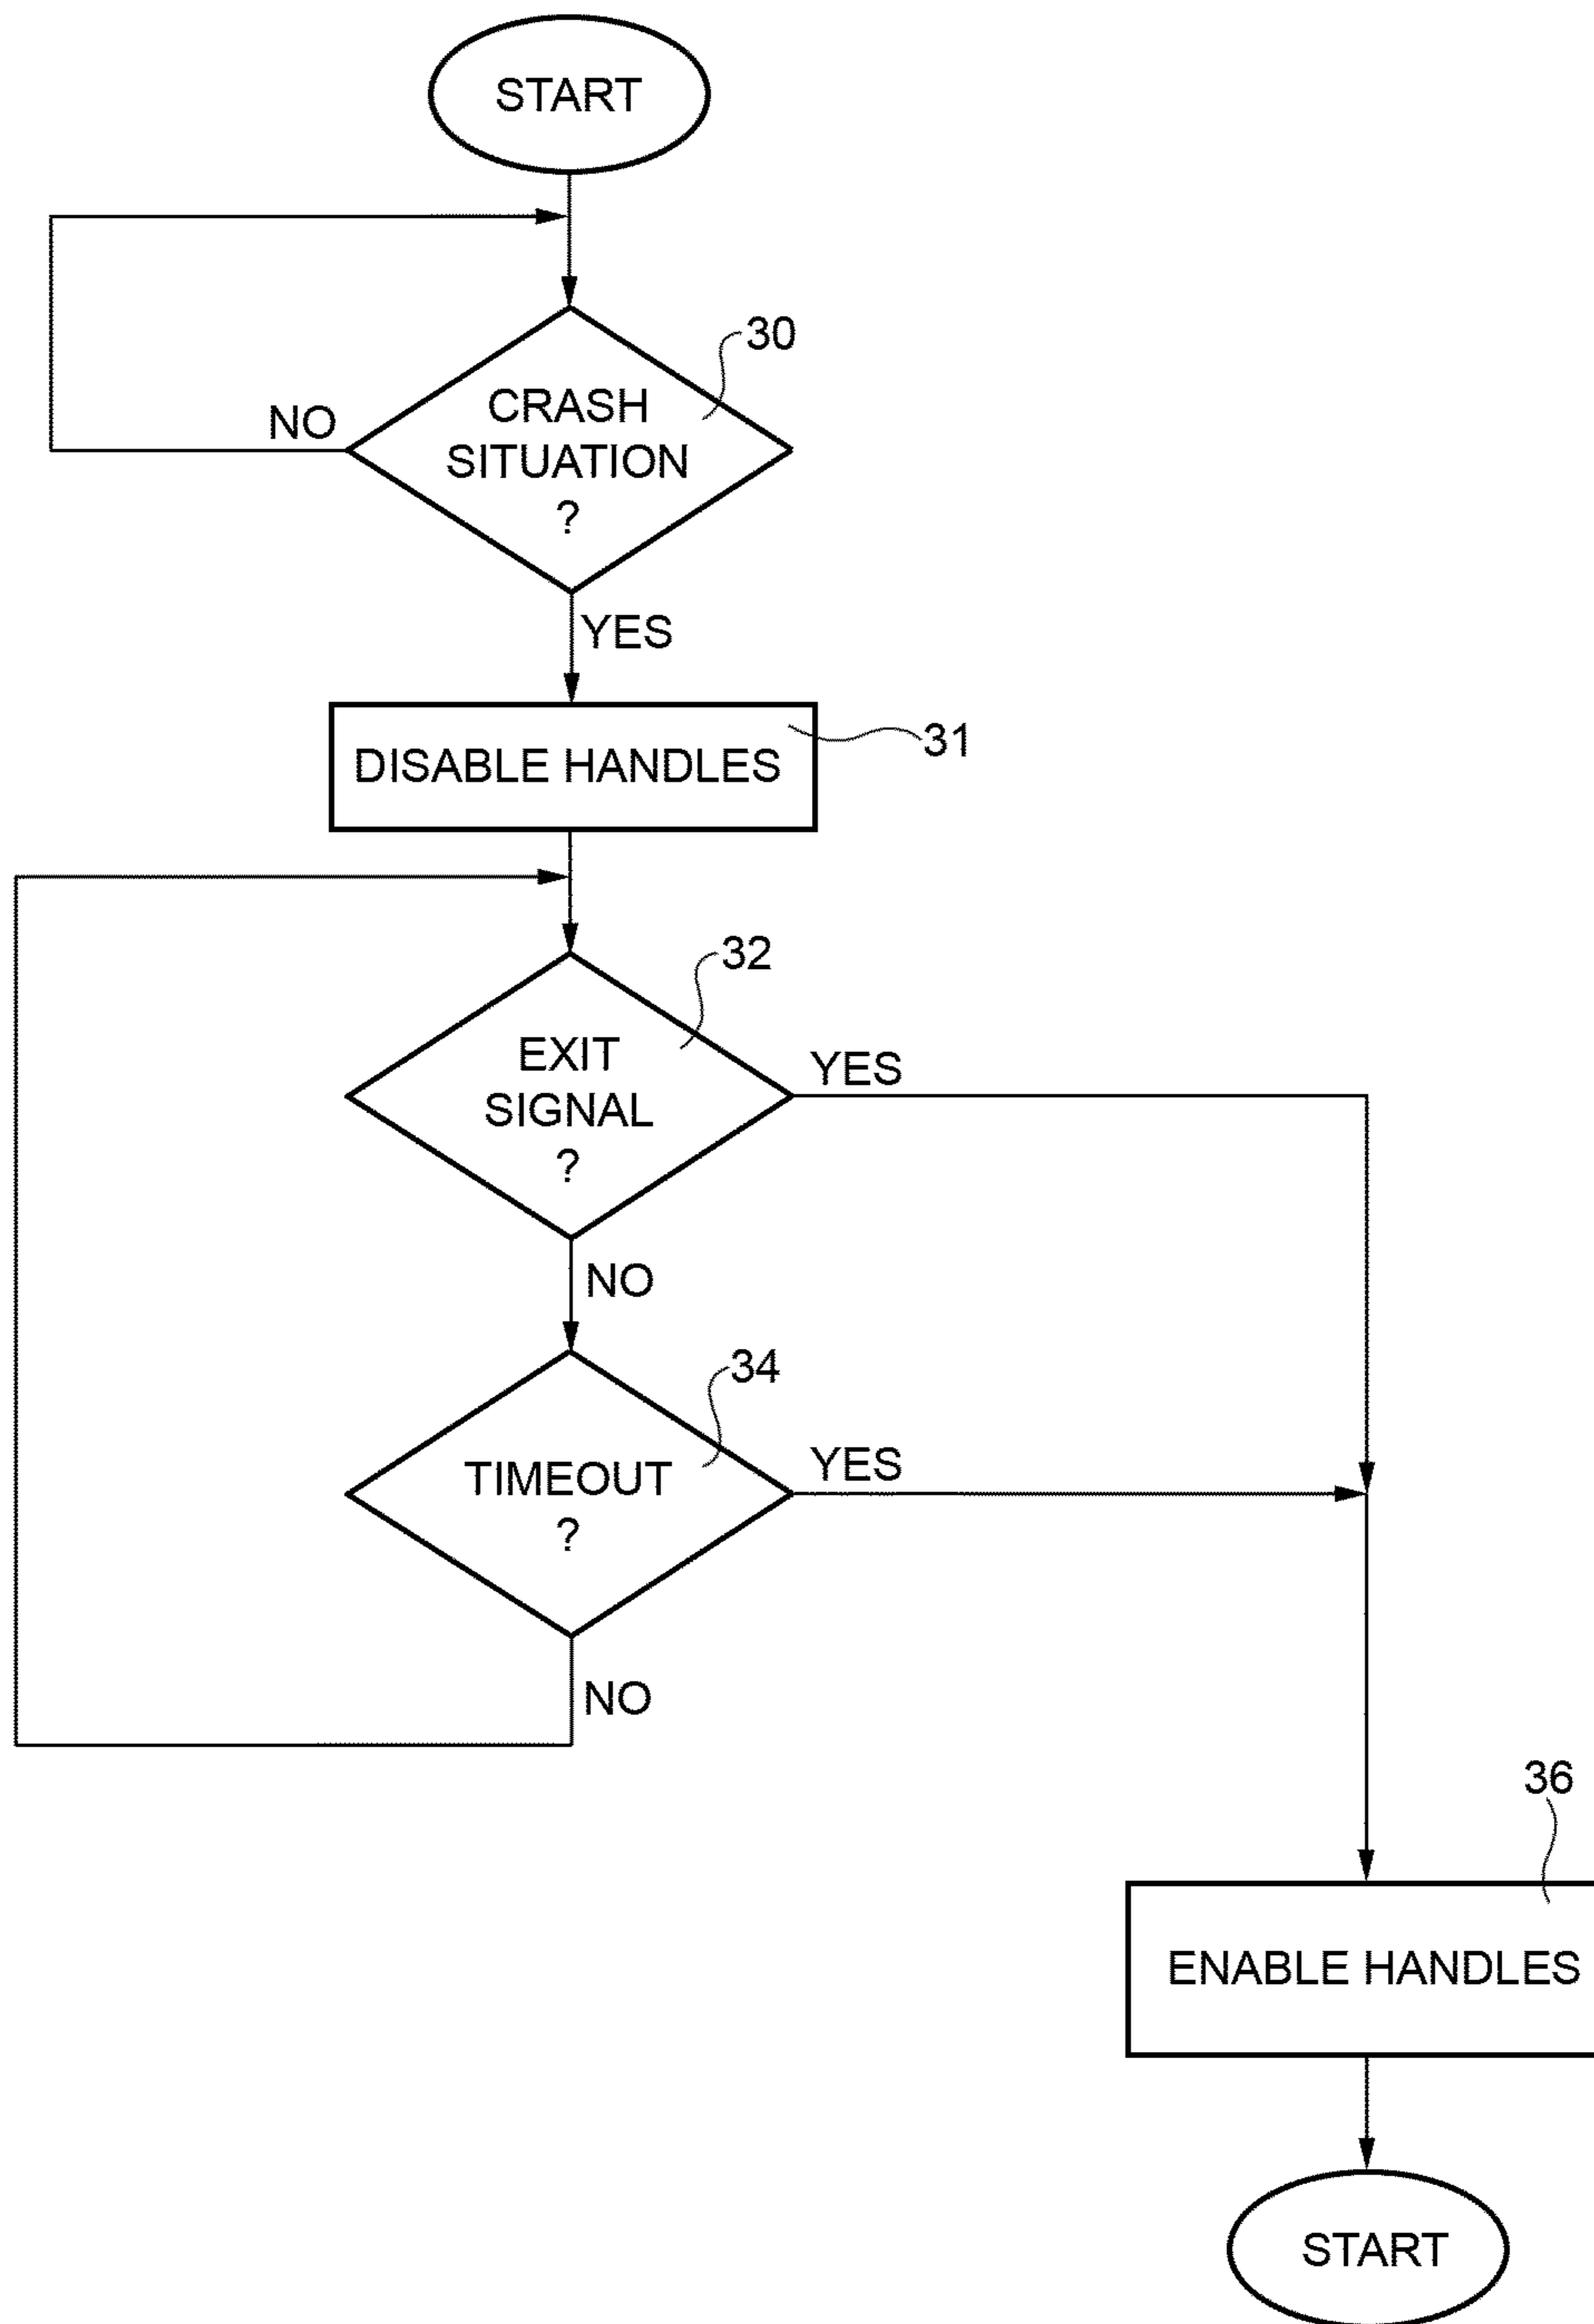 START
30
CRASH
SITUATION
?
NO
YES
31
DISABLE HANDLES
32
EXIT
SIGNAL
?
YES
NO
34
TIMEOUT
?
YES
NO
36
ENABLE HANDLES
START